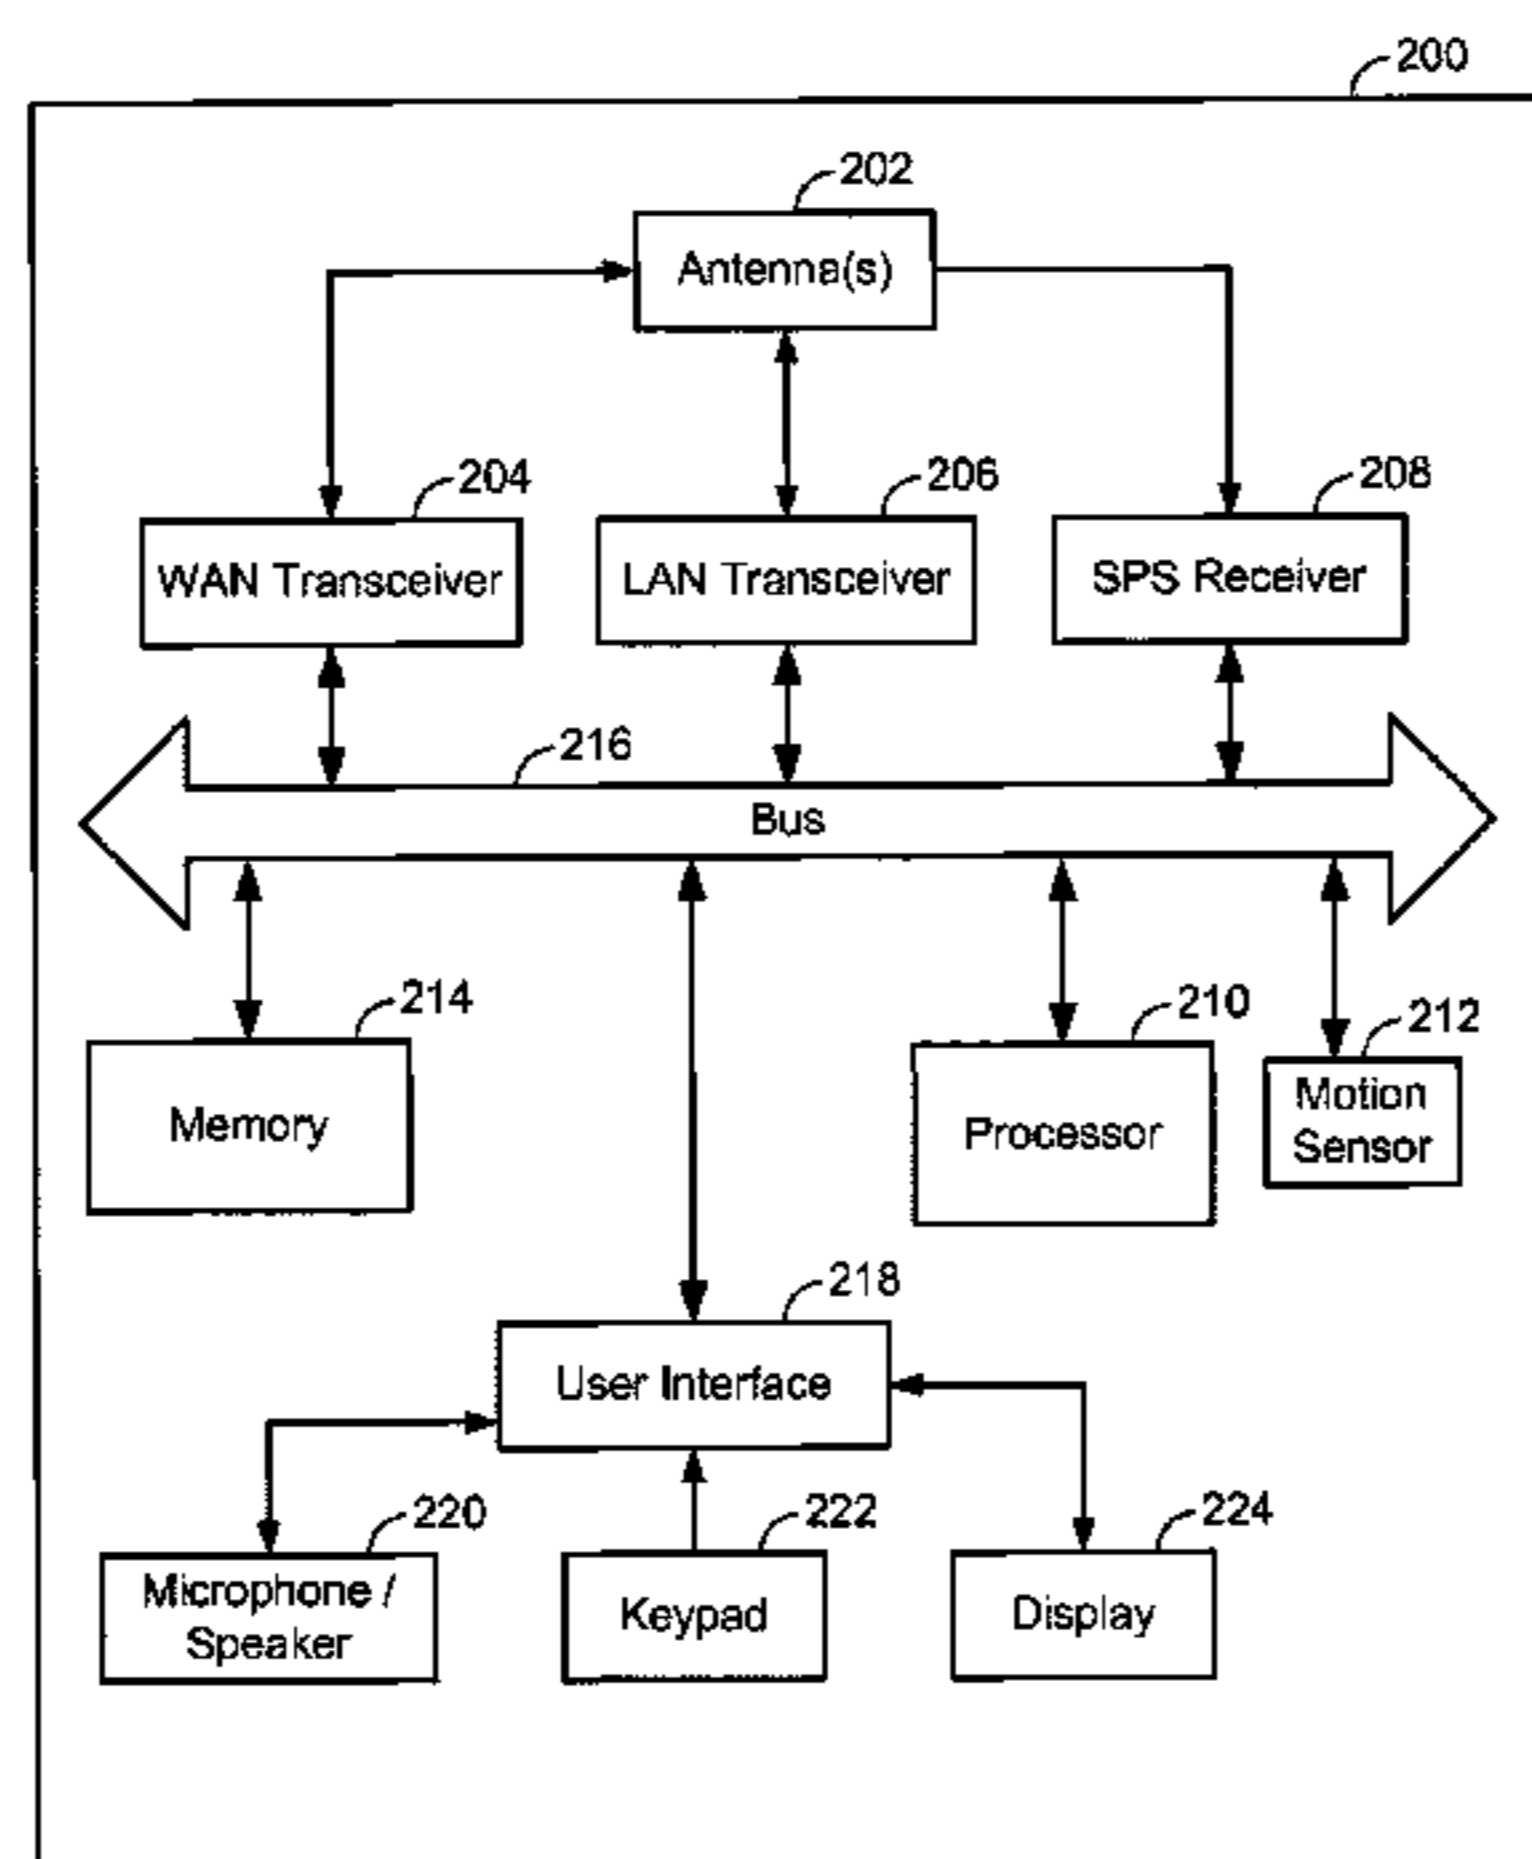 200
202
Antenna(s)
204
206
208
WAN Transceiver
LAN Transceiver
SPS Receiver
216
Bus
214
210
212
Memory
Processor
Motion
Sensor
218
User Interface
220
222
224
Microphone /
Speaker
Keypad
Display